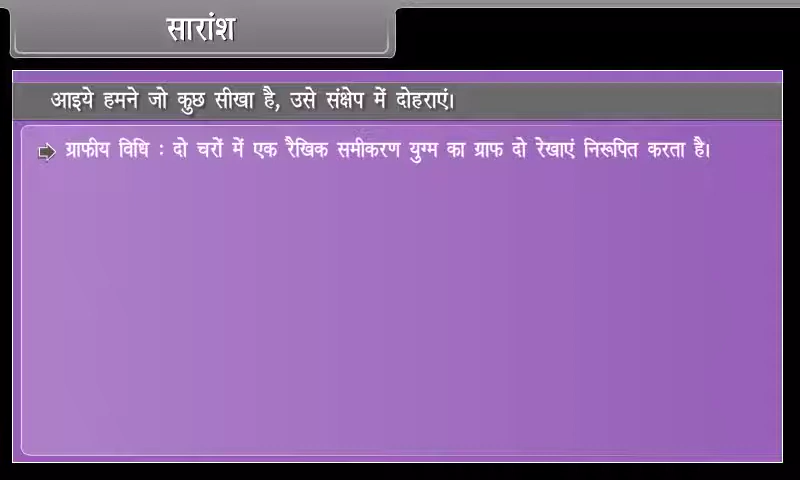 सारांश
आइये हमने जो कुछ सीखा है, उसे संक्षेप में दोहराएं।
ग्राफीय विधि : दो चरों में एक रैखिक समीकरण युग्म का ग्राफ दो रेखाएं निरूपित करता है।